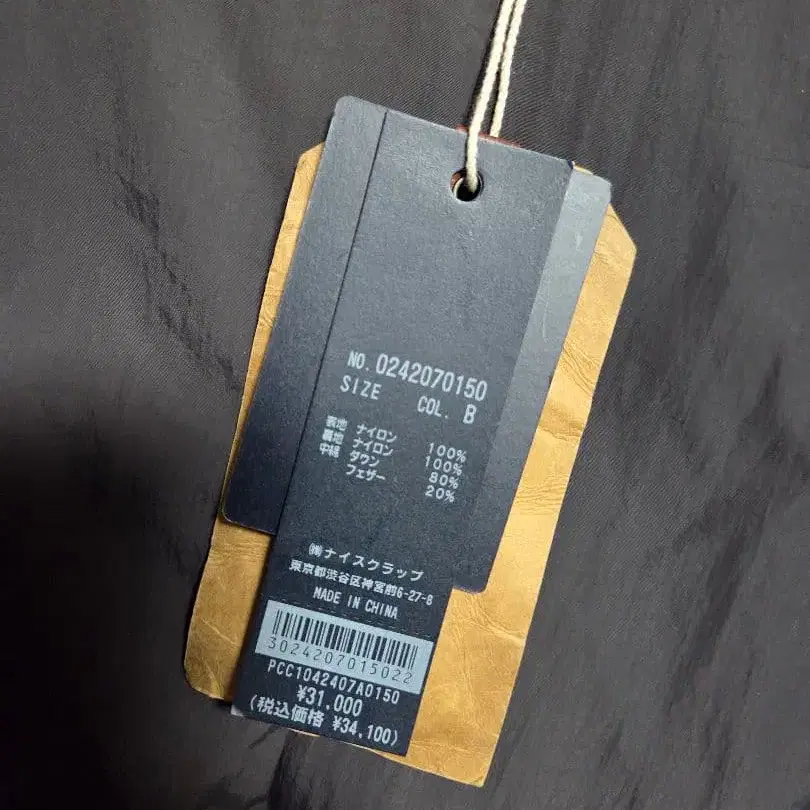 NO. 0242070150
SIZE COL. B
表地 ナイロン 100%
裏地 ナイロン 100%
中綿 ダウン 80%
フェザー 20%
㈱ナイスクラップ
東京都渋谷区神宮前6-27-8
MADE IN CHINA
3024207015022
PCC1042407A0150
¥31,000
(税込価格 ¥34,100)